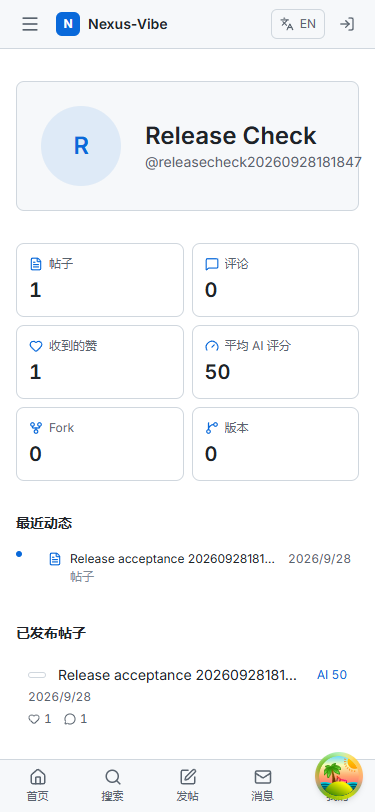 N Nexus-Vibe EN
R
Release Check
@releasecheck20260928181847
帖子
1
评论
0
收到的赞
1
平均 AI 评分
50
Fork
0
版本
0
最近动态
Release acceptance 20260928181... 2026/9/28
帖子
已发布帖子
Release acceptance 20260928181... AI 50
2026/9/28
1 1
首页 搜索 发帖 消息